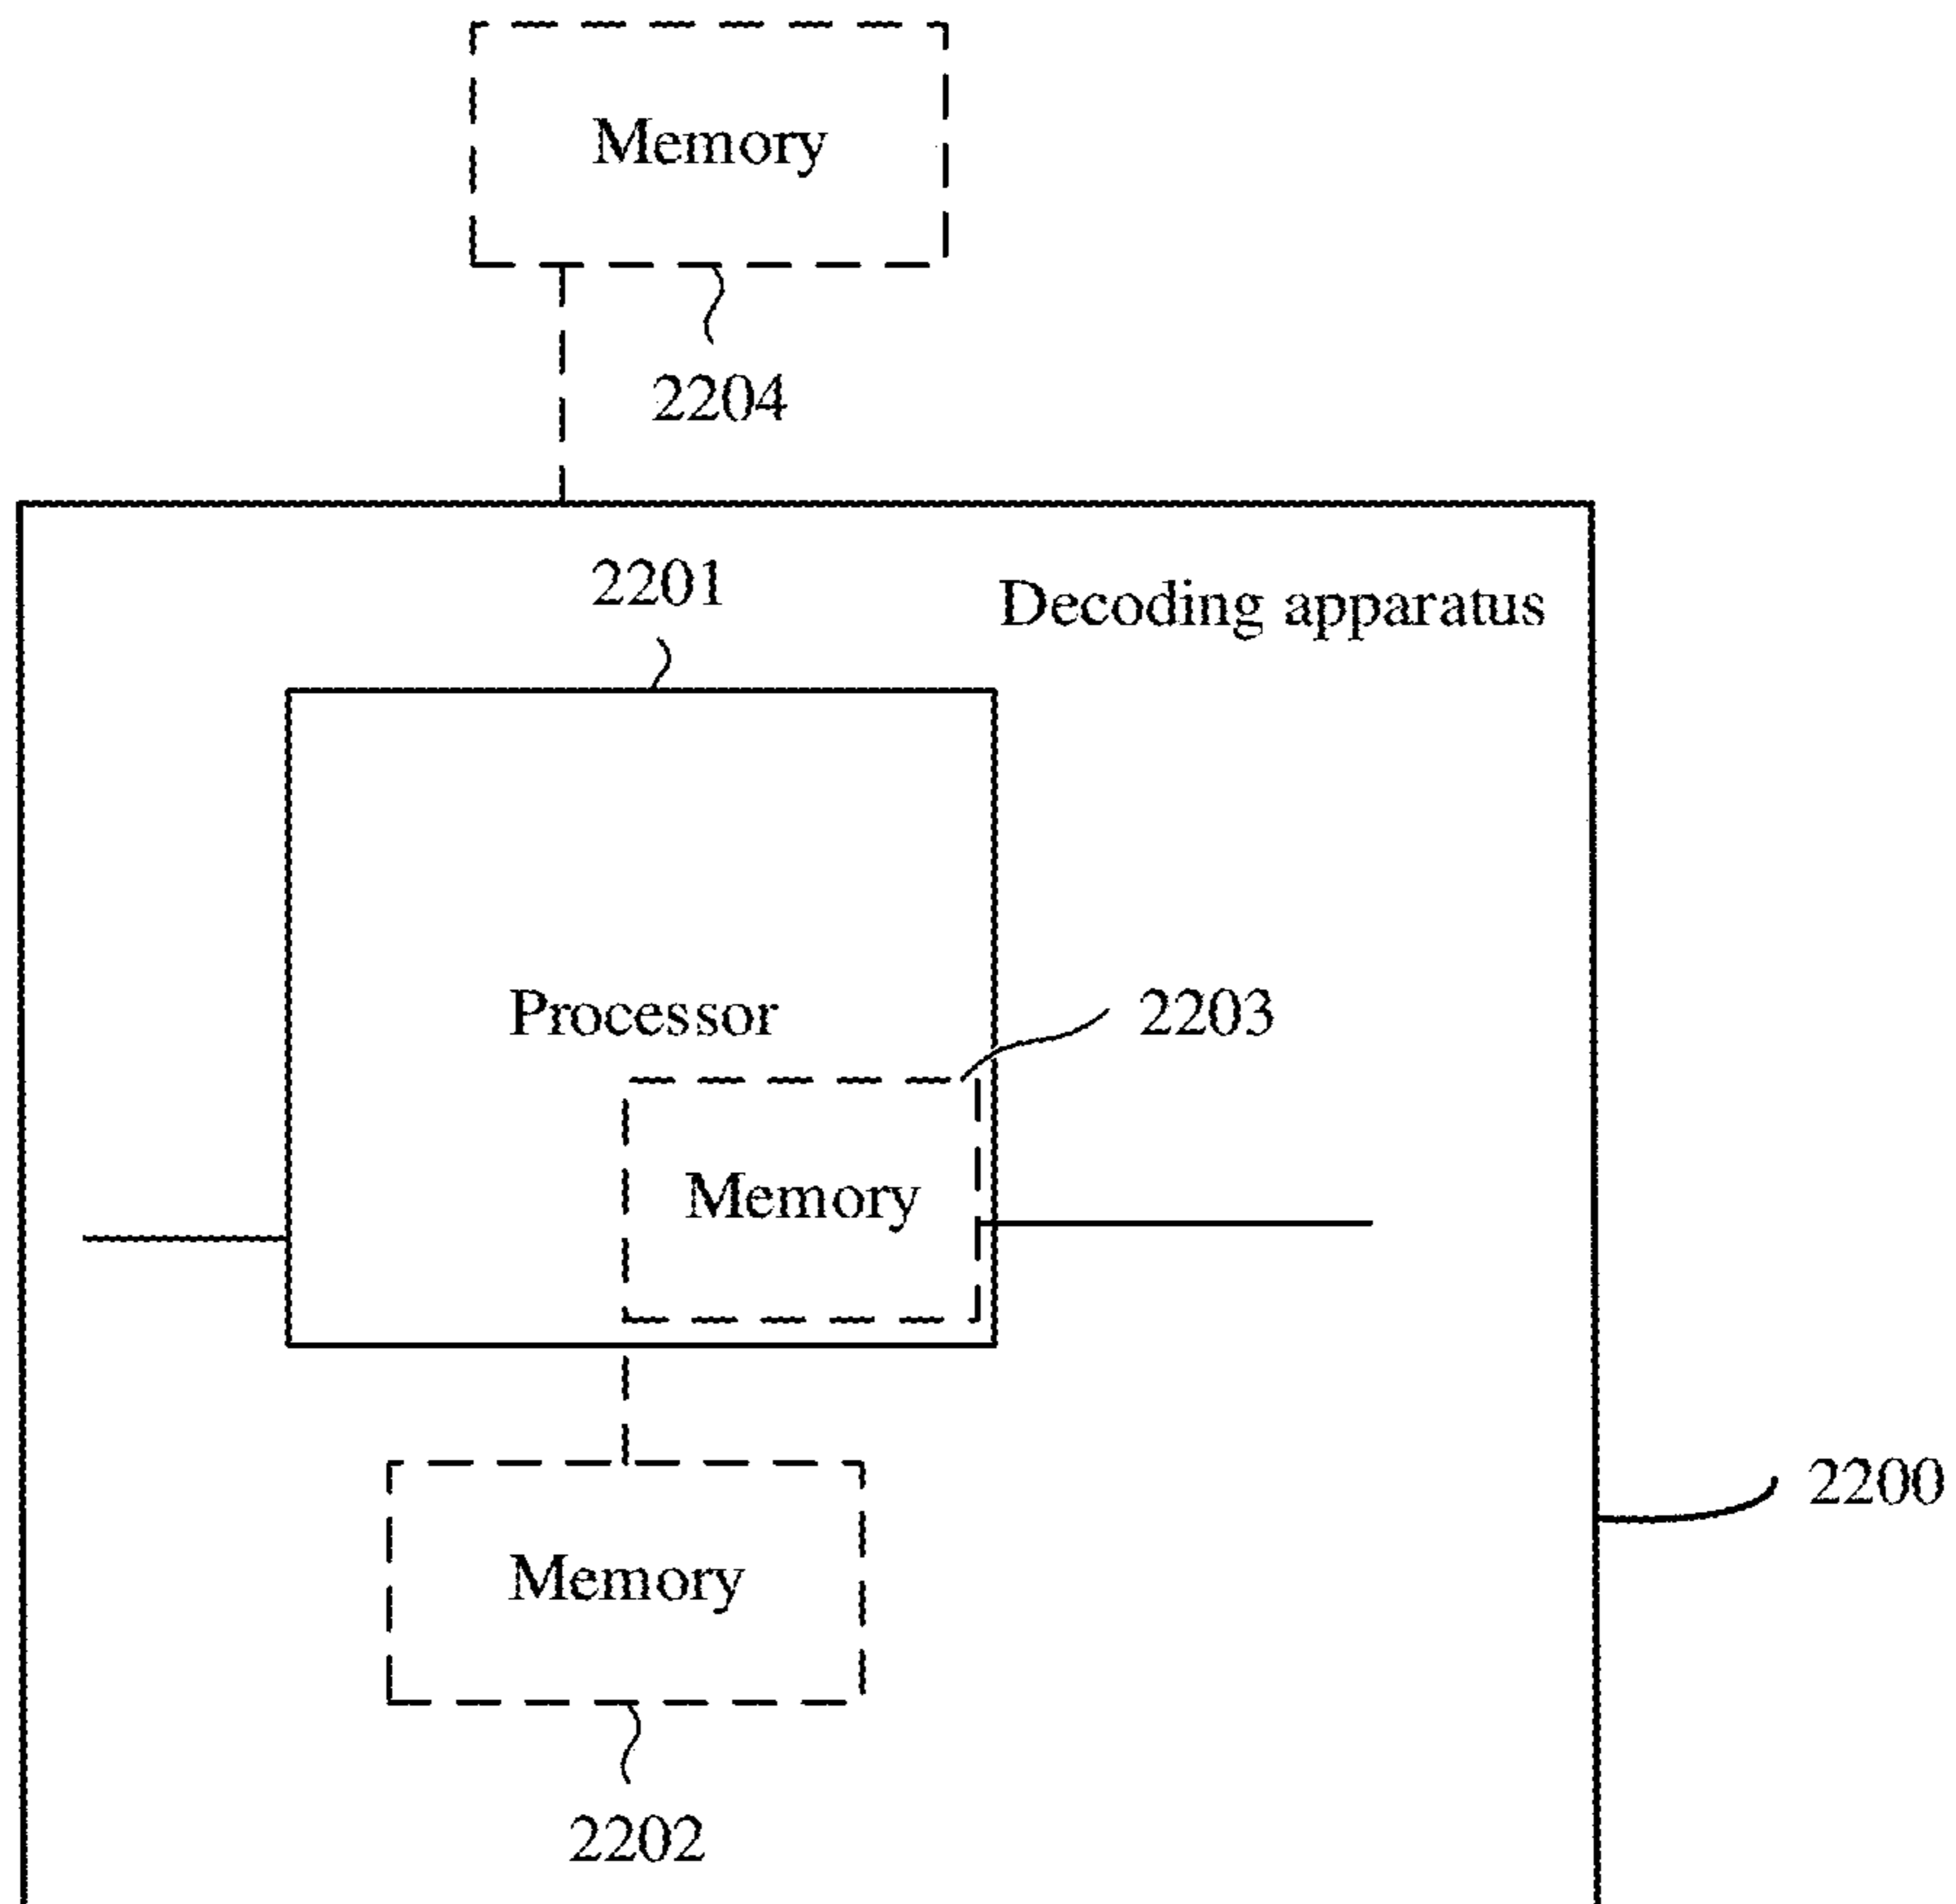 Memory
2204
2201
Decoding apparatus
Processor
2203
Memory
2200
Memory
2202